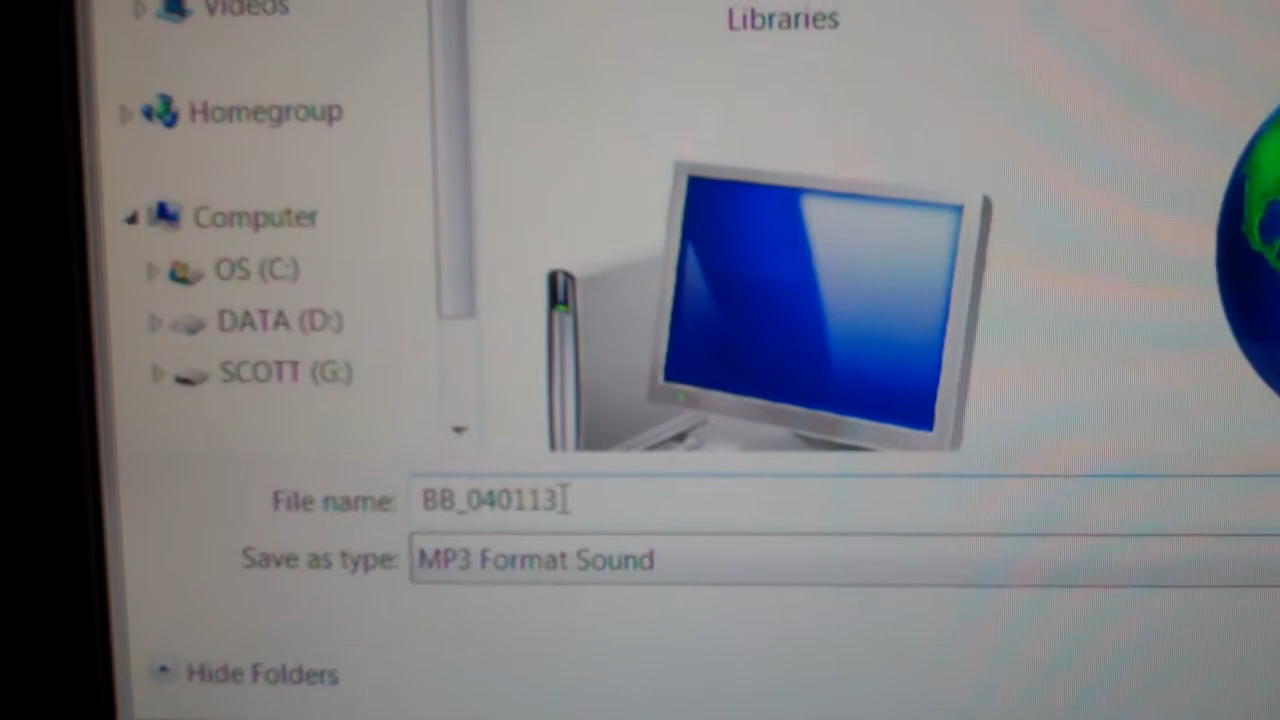 Videos
Libraries
Homegroup
Computer
OS (C:)
DATA (D:)
SCOTT (G:)
File name: BB_040113
Save as type: MP3 Format Sound
Hide Folders